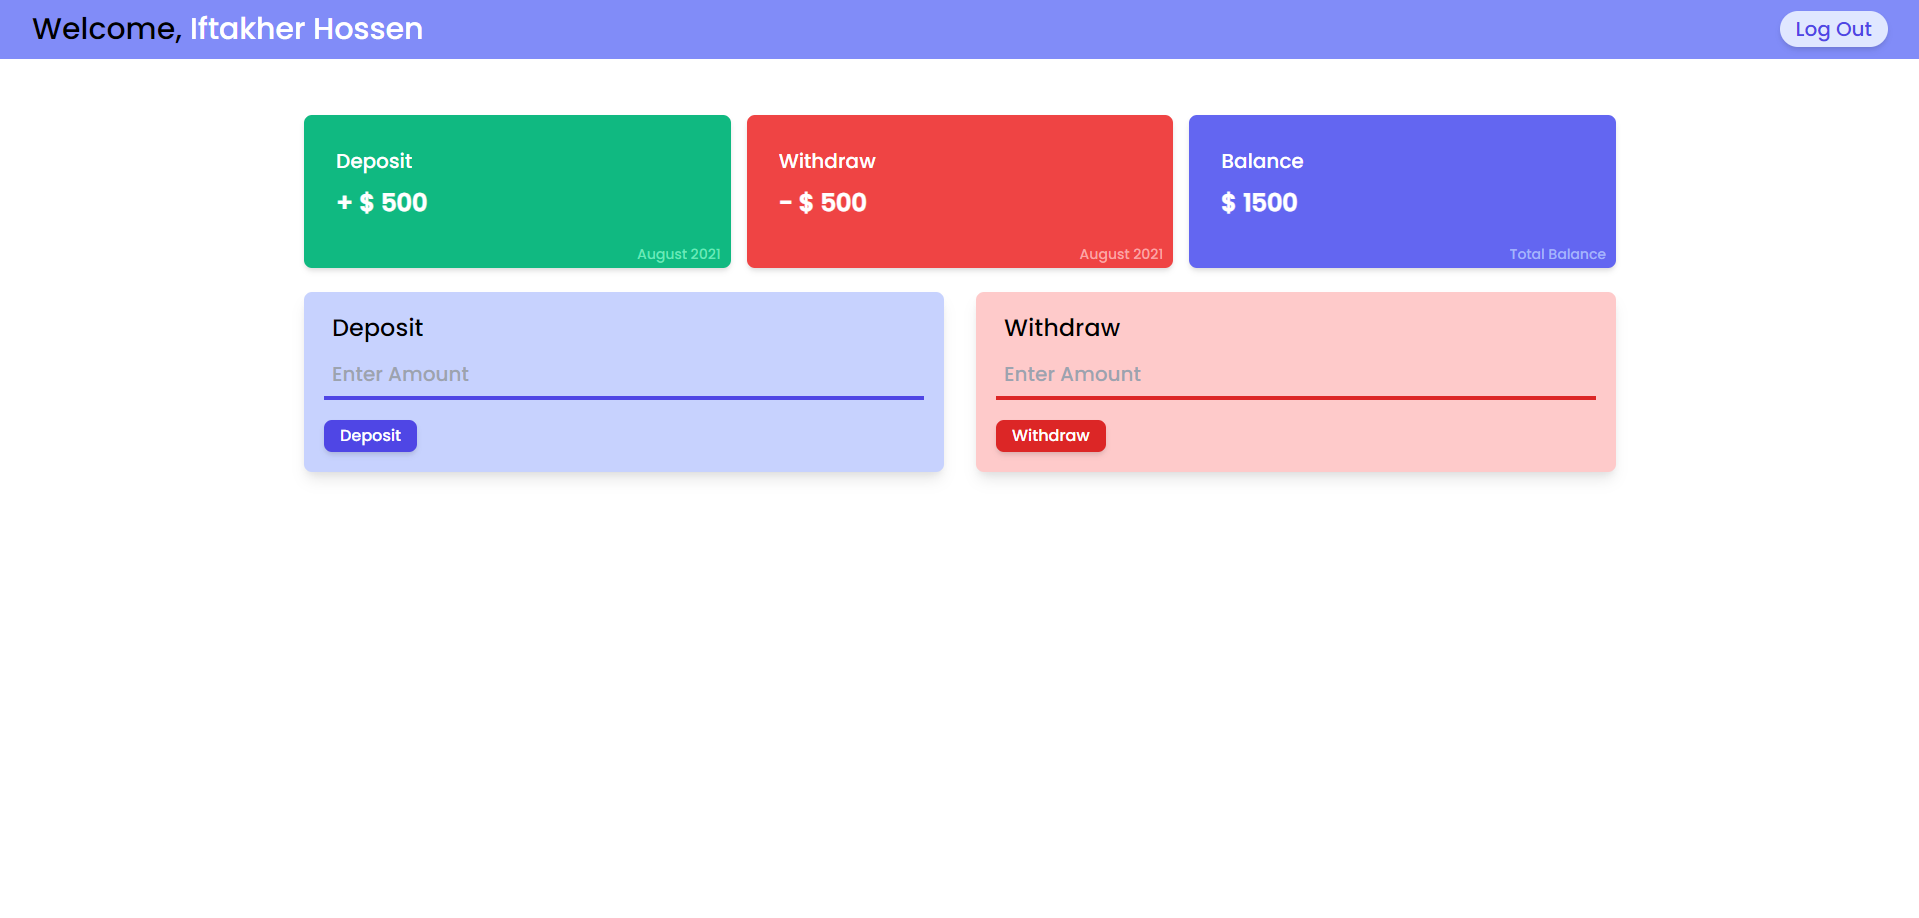 Welcome, Iftakher Hossen
Log Out
Deposit
+ $ 500
August 2021
Withdraw
- $ 500
August 2021
Balance
$ 1500
Total Balance
Deposit
Enter Amount
Deposit
Withdraw
Enter Amount
Withdraw